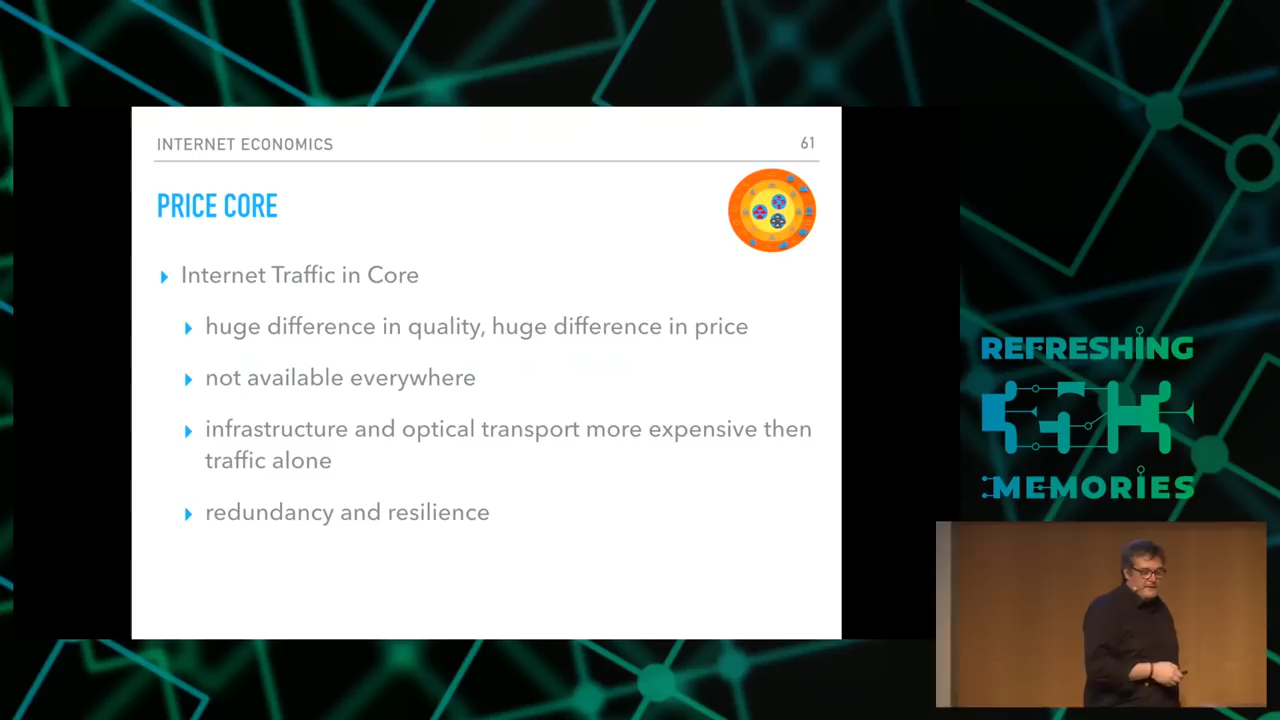 INTERNET ECONOMICS
61
PRICE CORE
Internet Traffic in Core
huge difference in quality, huge difference in price
not available everywhere
infrastructure and optical transport more expensive then
traffic alone
redundancy and resilience
REFRESHING
MEMORIES